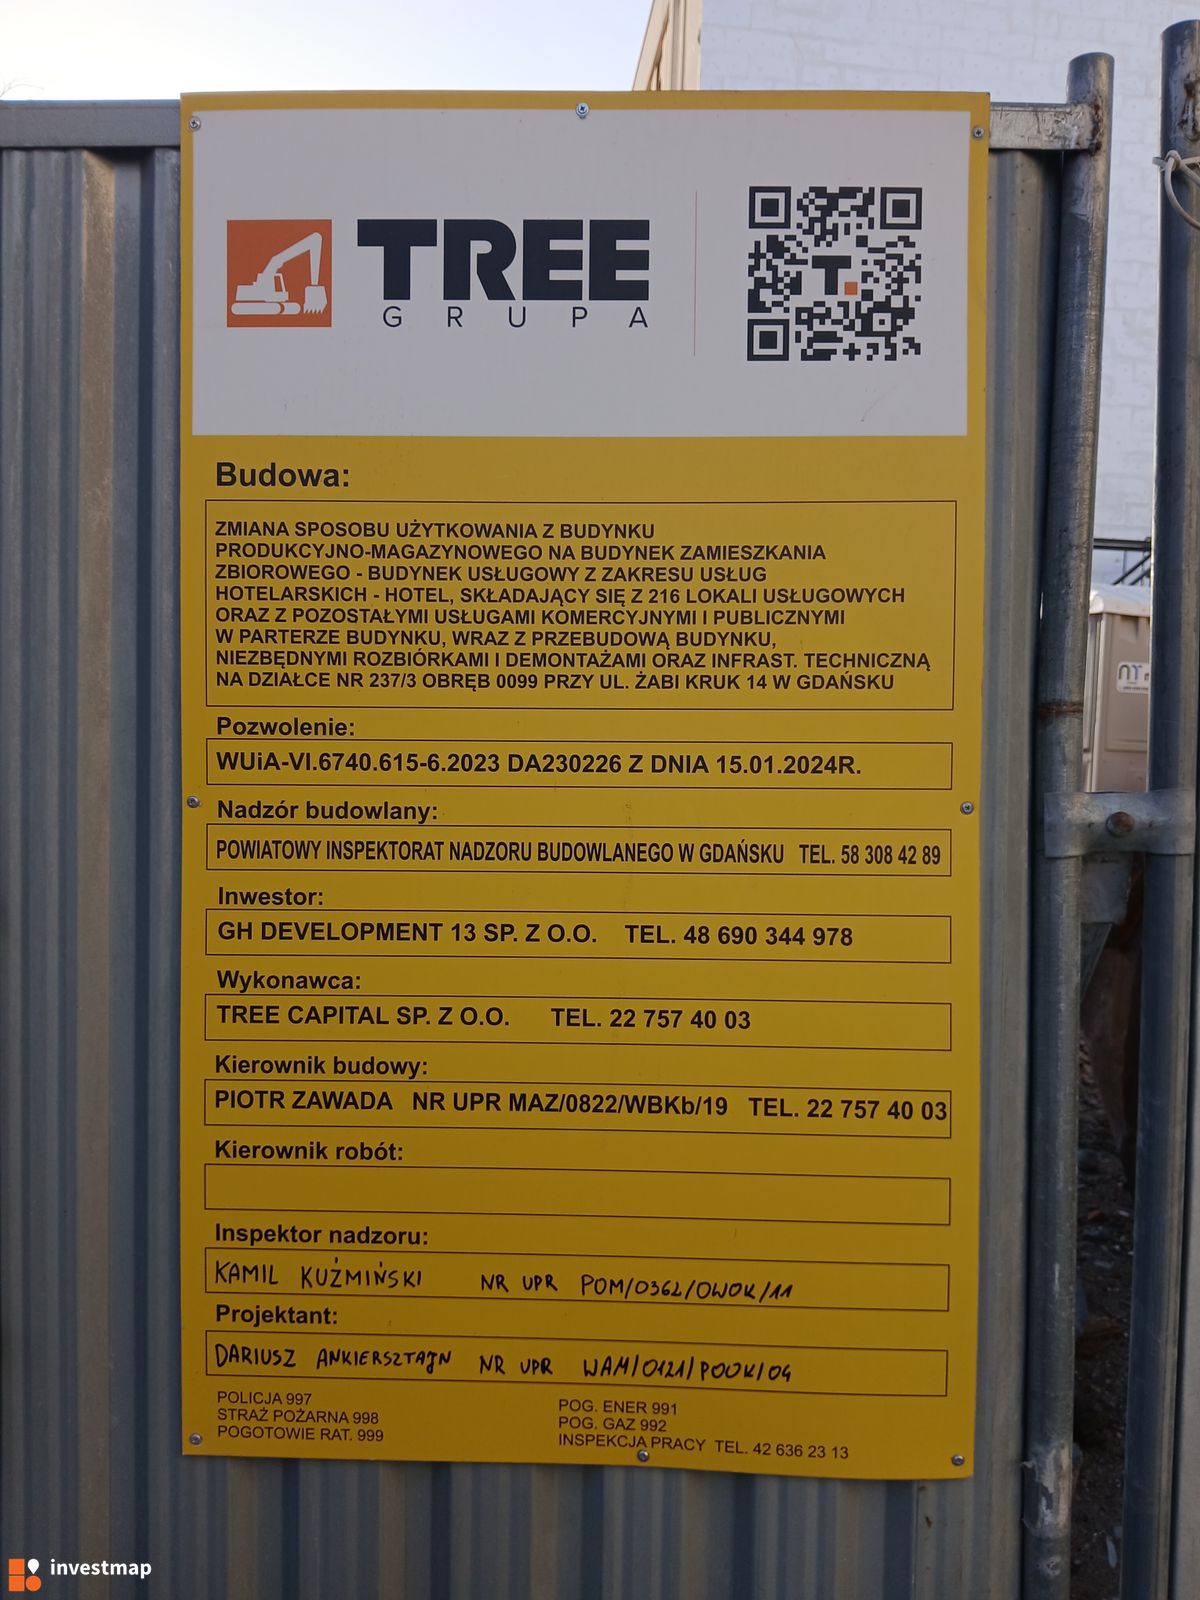 TREE
GRUPA
T.
Budowa:
ZMIANA SPOSOBU UŻYTKOWANIA Z BUDYNKU
PRODUKCYJNO-MAGAZYNOWEGO NA BUDYNEK ZAMIESZKANIA
ZBIOROWEGO - BUDYNEK USŁUGOWY Z ZAKRESU USŁUG
HOTELARSKICH - HOTEL, SKŁADAJĄCY SIĘ Z 216 LOKALI USŁUGOWYCH
ORAZ Z POZOSTAŁYMI USŁUGAMI KOMERCYJNYMI I PUBLICZNYMI
W PARTERZE BUDYNKU, WRAZ Z PRZEBUDOWĄ BUDYNKU,
NIEZBĘDNYMI ROZBIÓRKAMI I DEMONTAŻAMI ORAZ INFRAST. TECHNICZNĄ
NA DZIAŁCE NR 237/3 OBRĘB 0099 PRZY UL. ŻABI KRUK 14 W GDAŃSKU
Pozwolenie:
WUiA-VI.6740.615-6.2023 DA230226 Z DNIA 15.01.2024R.
Nadzór budowlany:
POWIATOWY INSPEKTORAT NADZORU BUDOWLANEGO W GDAŃSKU TEL. 58 308 42 89
Inwestor:
GH DEVELOPMENT 13 SP. Z O.O. TEL. 48 690 344 978
Wykonawca:
TREE CAPITAL SP. Z O.O. TEL. 22 757 40 03
Kierownik budowy:
PIOTR ZAWADA NR UPR MAZ/0822/WBKb/19 TEL. 22 757 40 03
Kierownik robót:
Inspektor nadzoru:
KAMIL KUŹMIŃSKI NR UPR POM/0362/OWOK/11
Projektant:
DARIUSZ ANKIERSZTAJN NR UPR WAM/0121/POOK/04
POLICJA 997
STRAŻ POŻARNA 998
POGOTOWIE RAT. 999
POG. ENER 991
POG. GAZ 992
INSPEKCJA PRACY TEL. 42 636 23 13
investmap